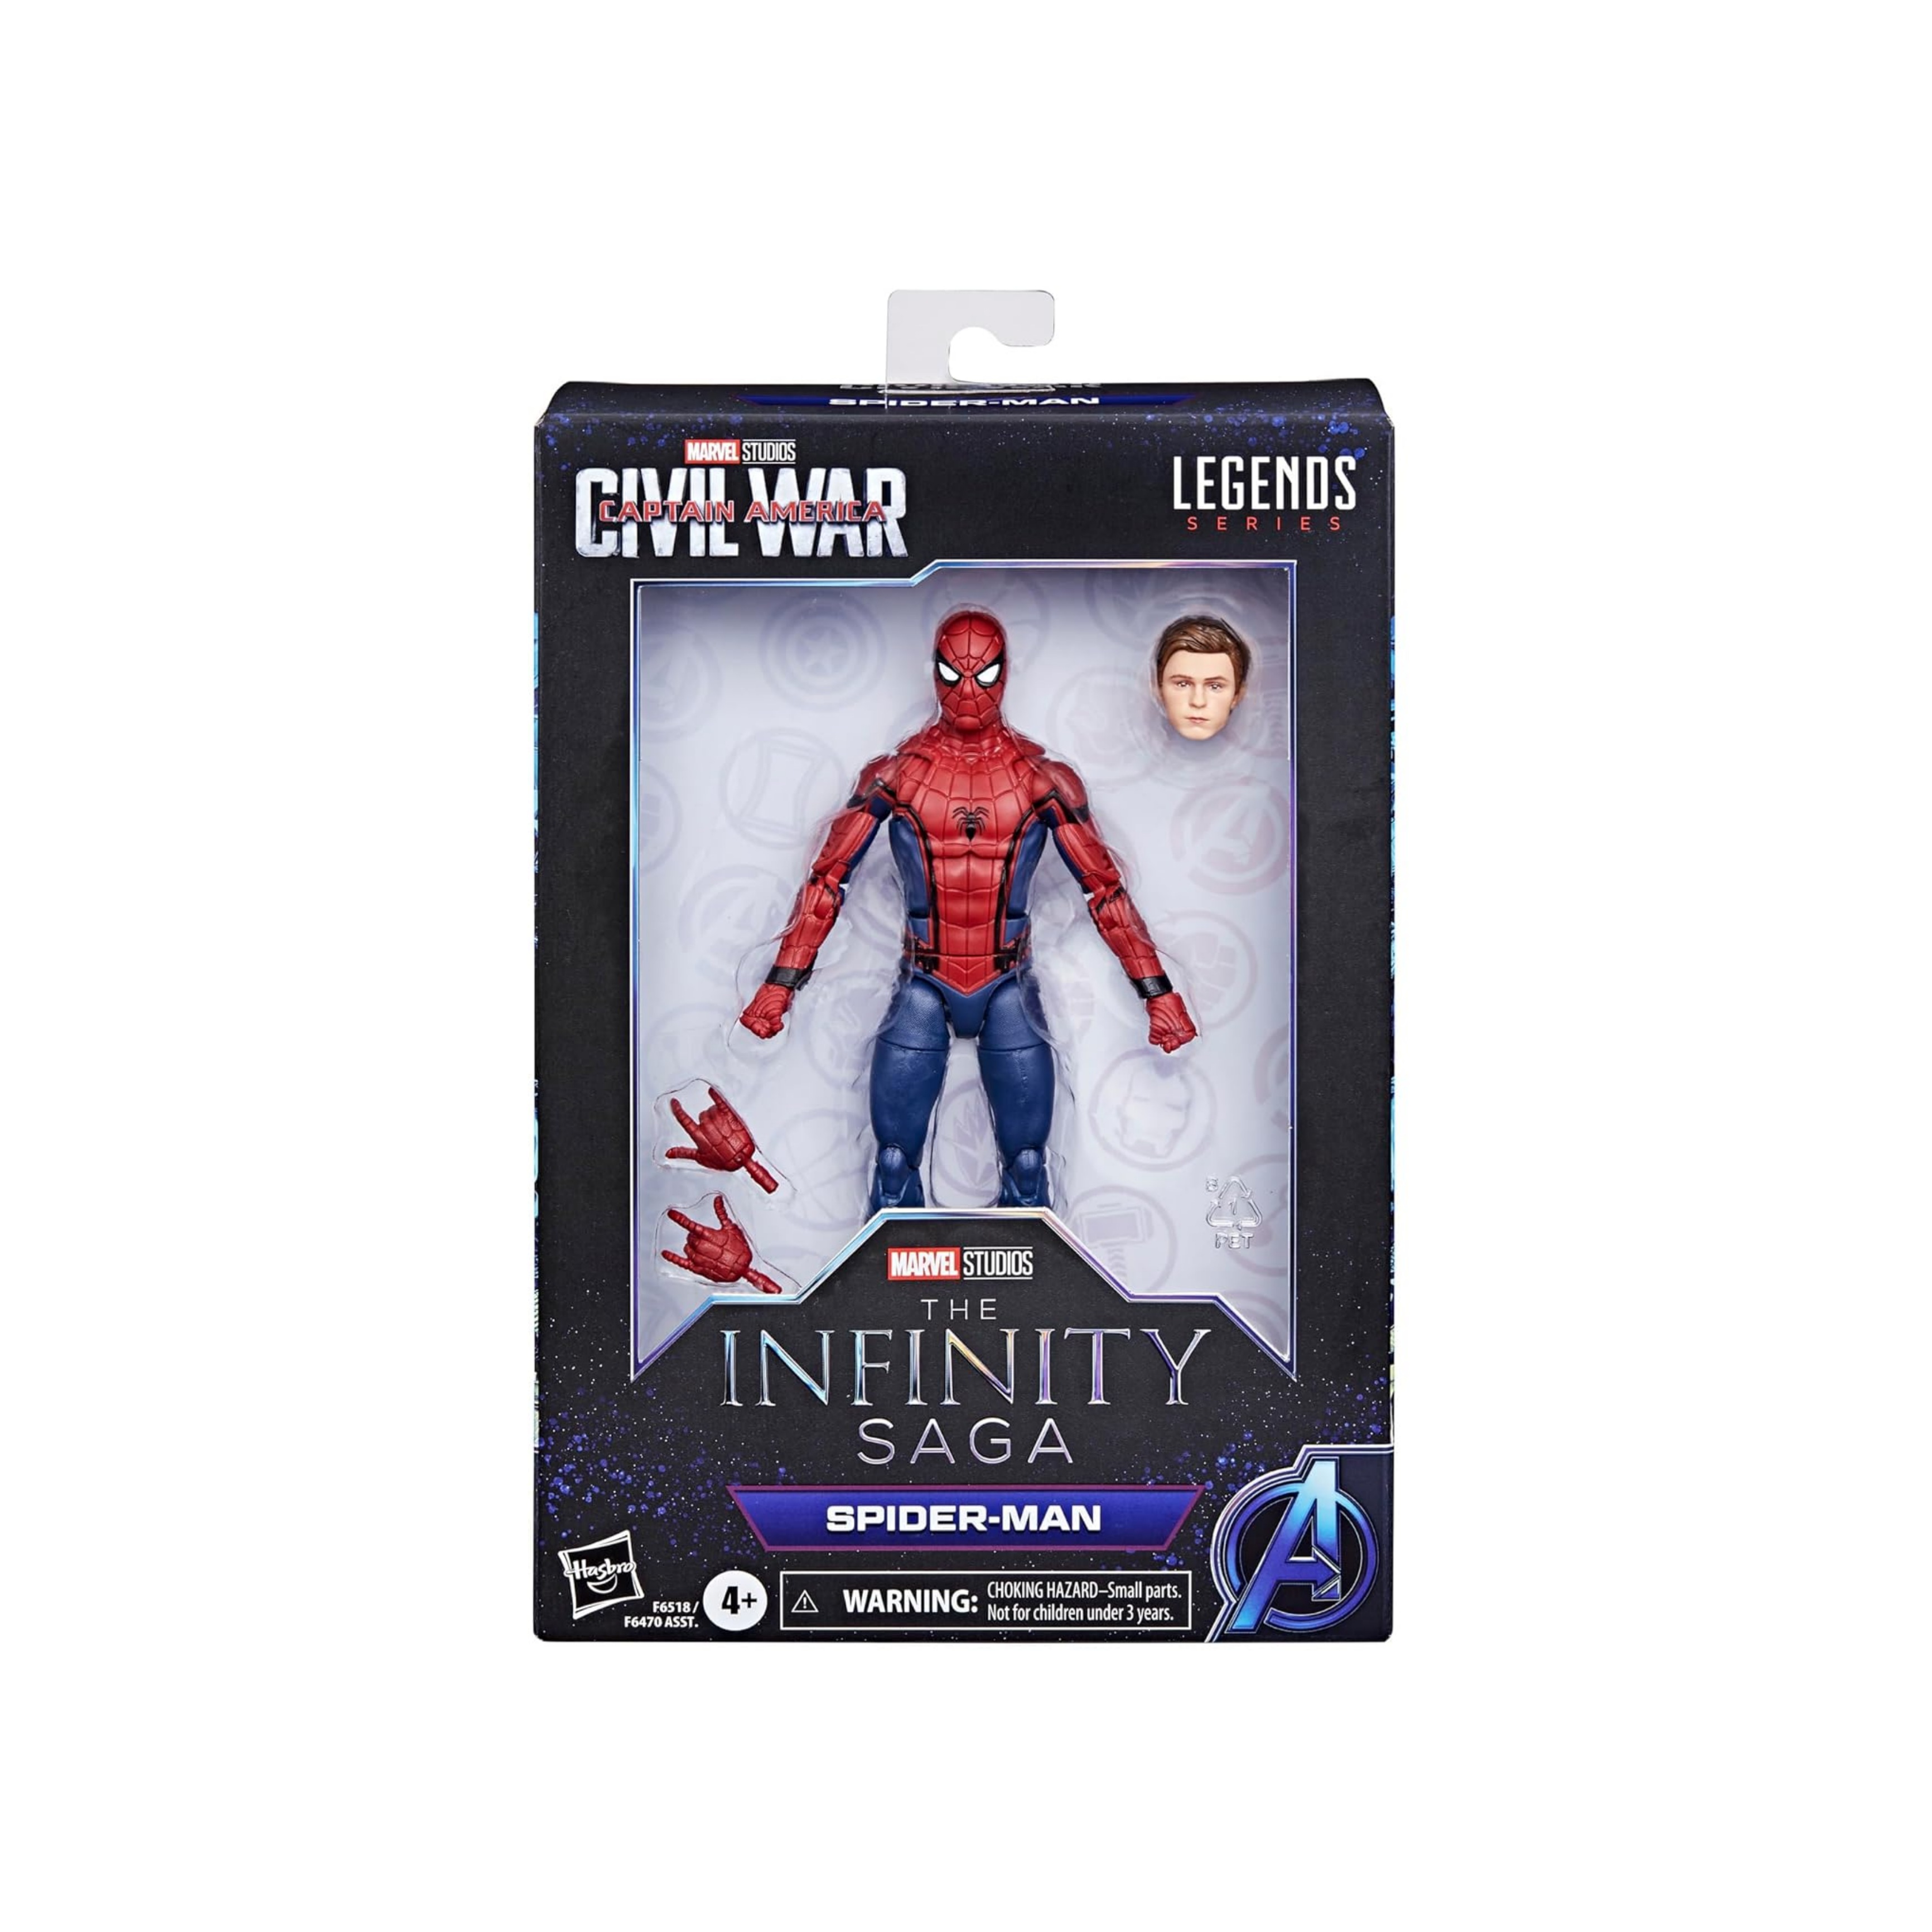 SPIDER-MAN
MARVEL STUDIOS
CIVIL WAR
CAPTAIN AMERICA
LEGENDS
SERIES
PET
MARVEL STUDIOS
THE
INFINITY
SAGA
SPIDER-MAN
Hasbro
F6518/
F6470 ASST.
4+
WARNING: CHOKING HAZARD–Small parts.
Not for children under 3 years.